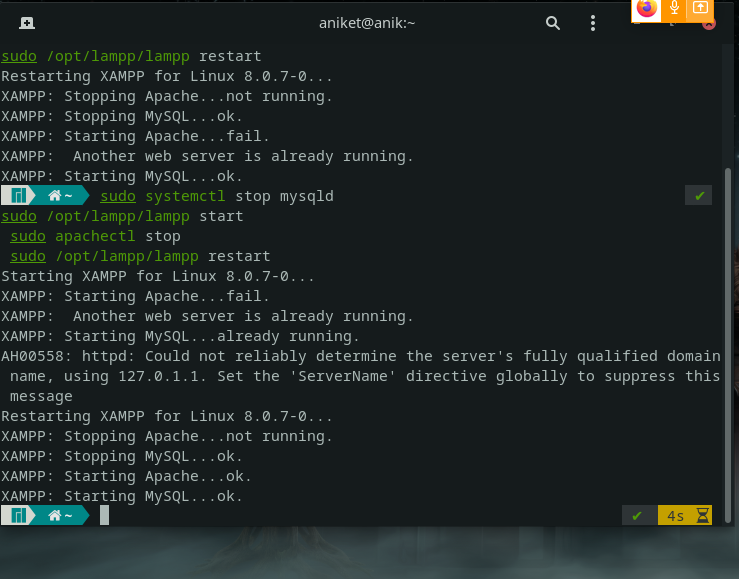 aniket@anik:~
sudo /opt/lampp/lampp restart
Restarting XAMPP for Linux 8.0.7-0...
XAMPP: Stopping Apache...not running.
XAMPP: Stopping MySQL...ok.
XAMPP: Starting Apache...fail.
XAMPP:  Another web server is already running.
XAMPP: Starting MySQL...ok.
~ sudo systemctl stop mysqld ✔
sudo /opt/lampp/lampp start
sudo apachectl stop
sudo /opt/lampp/lampp restart
Starting XAMPP for Linux 8.0.7-0...
XAMPP: Starting Apache...fail.
XAMPP:  Another web server is already running.
XAMPP: Starting MySQL...already running.
AH00558: httpd: Could not reliably determine the server's fully qualified domain
name, using 127.0.1.1. Set the 'ServerName' directive globally to suppress this
message
Restarting XAMPP for Linux 8.0.7-0...
XAMPP: Stopping Apache...not running.
XAMPP: Stopping MySQL...ok.
XAMPP: Starting Apache...ok.
XAMPP: Starting MySQL...ok.
~ ✔ 4s